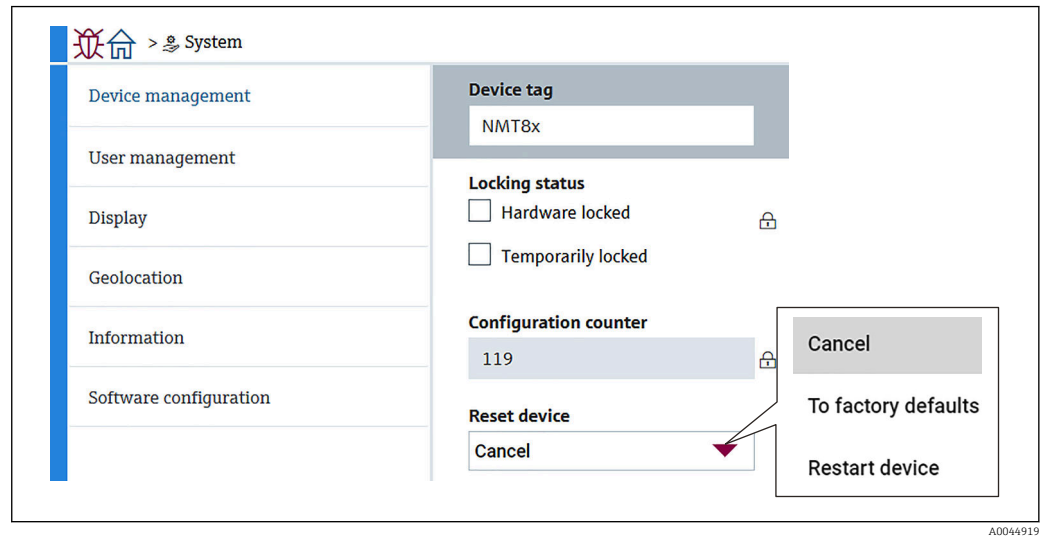 > System
Device management
User management
Display
Geolocation
Information
Software configuration
Device tag
NMT8x
Locking status
Hardware locked
Temporarily locked
Configuration counter
119
Reset device
Cancel
Cancel
To factory defaults
Restart device
A0044919